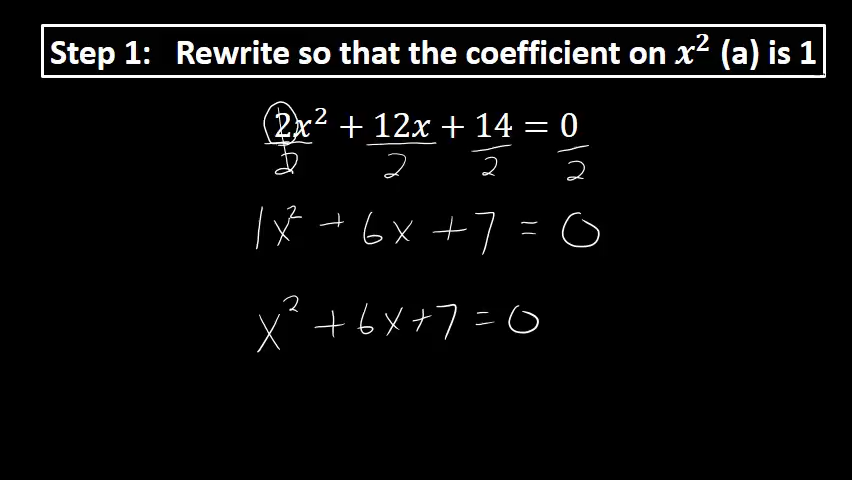 Step 1: Rewrite so that the coefficient on x² (a) is 1
2x² + 12x + 14 = 0
2 2 2 2
1x² + 6x + 7 = 0
x² + 6x + 7 = 0